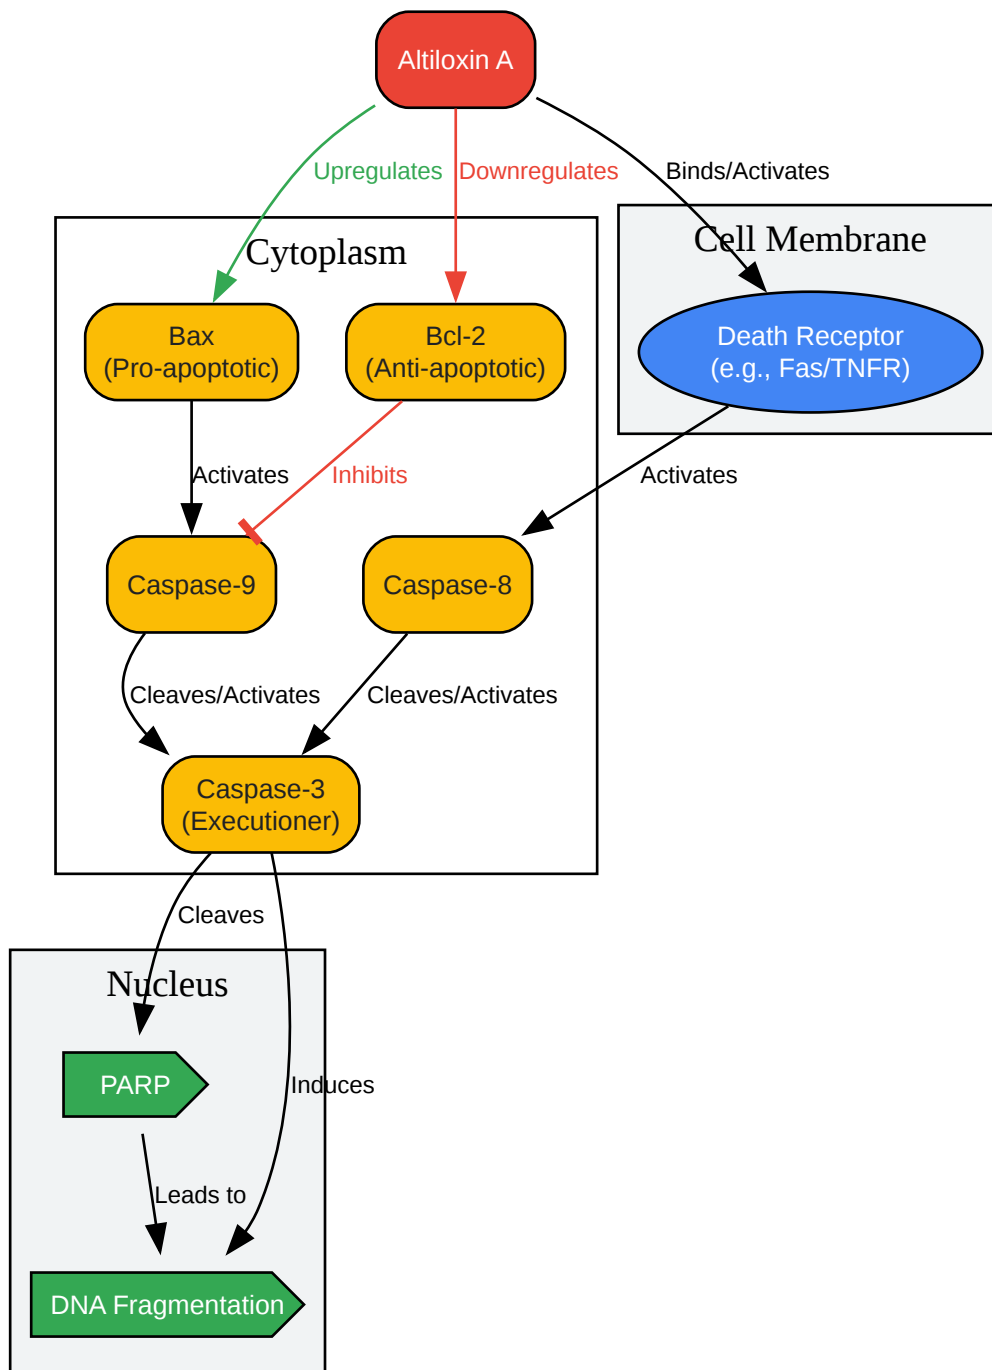 Altiloxin A
Upregulates
Downregulates
Binds/Activates
Cytoplasm
Cell Membrane
Bax
(Pro-apoptotic)
Bcl-2
(Anti-apoptotic)
Death Receptor
(e.g., Fas/TNFR)
Activates
Inhibits
Activates
Caspase-9
Caspase-8
Cleaves/Activates
Cleaves/Activates
Caspase-3
(Executioner)
Cleaves
Nucleus
PARP
Induces
Leads to
DNA Fragmentation